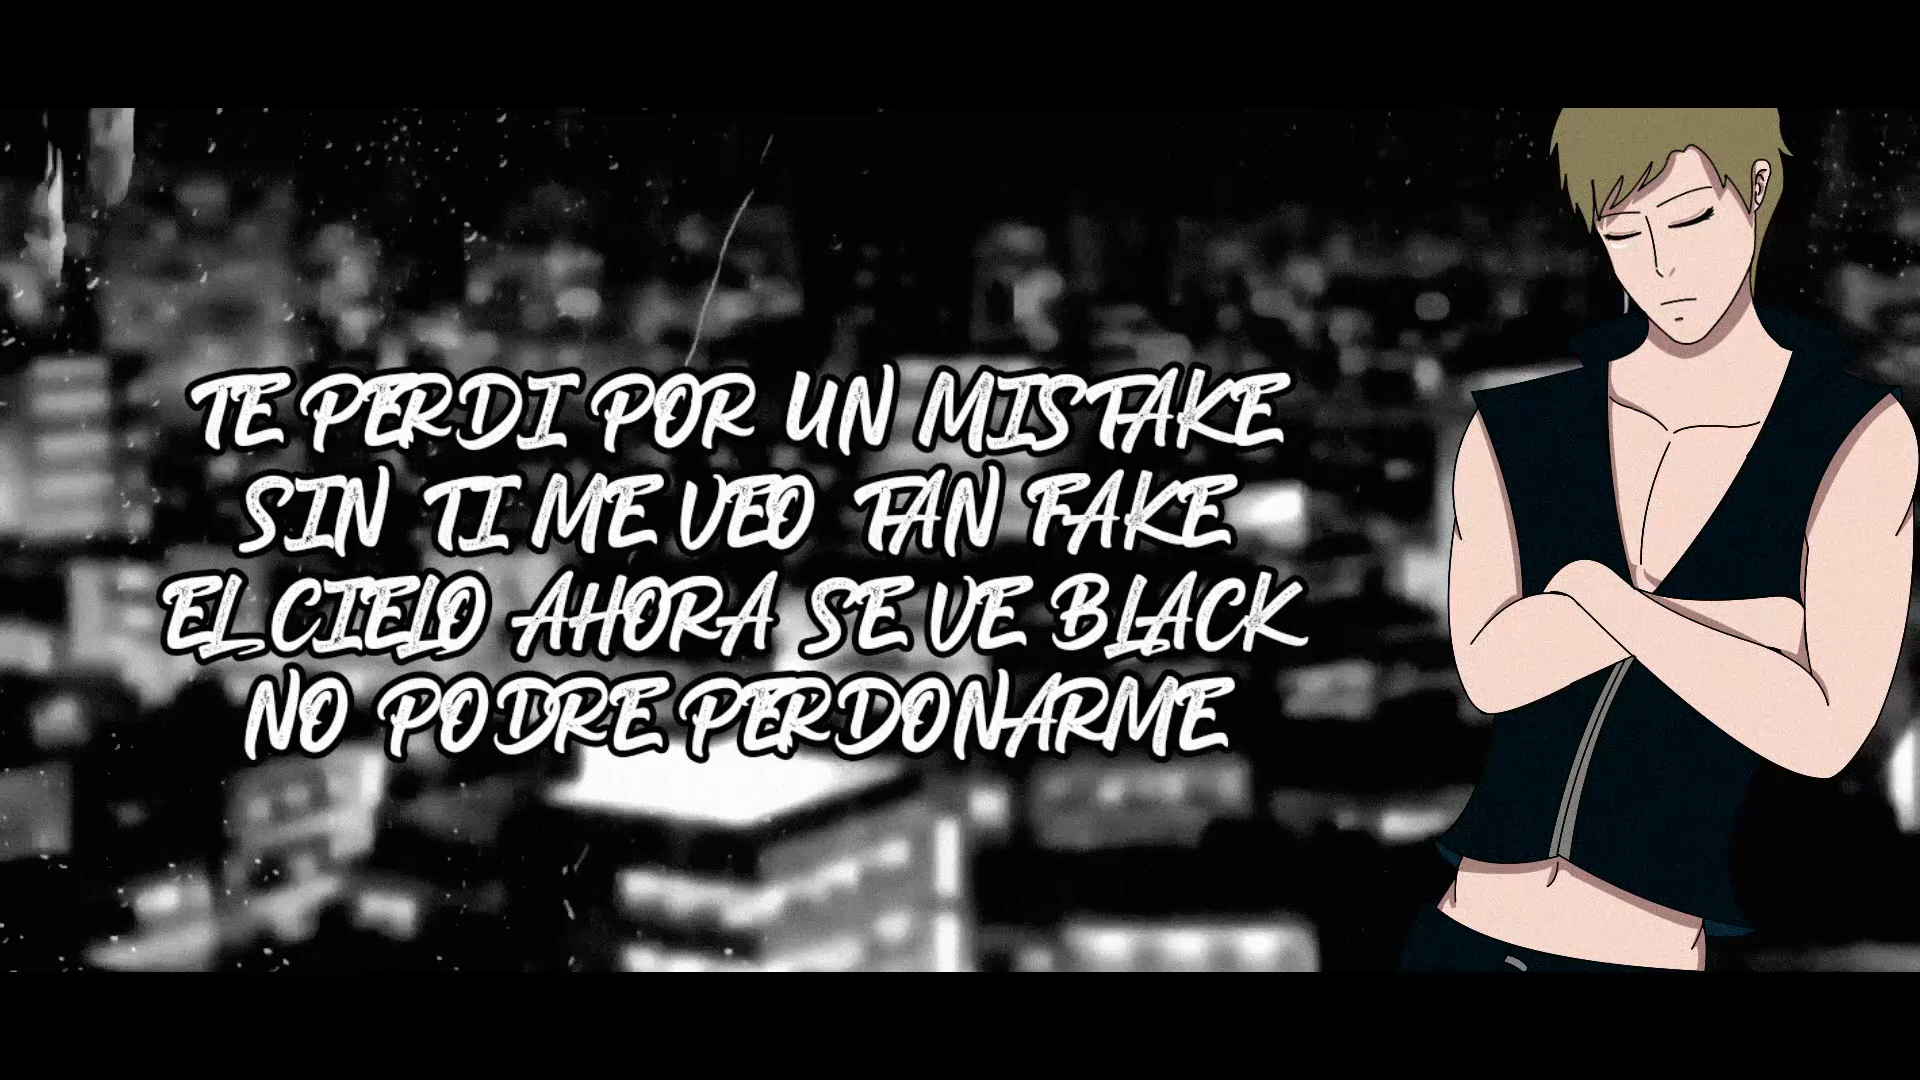 TE PERDI POR UN MISTAKE
SIN TI ME VEO TAN FAKE
EL CIELO AHORA SE VE BLACK
NO PODRE PERDONARME